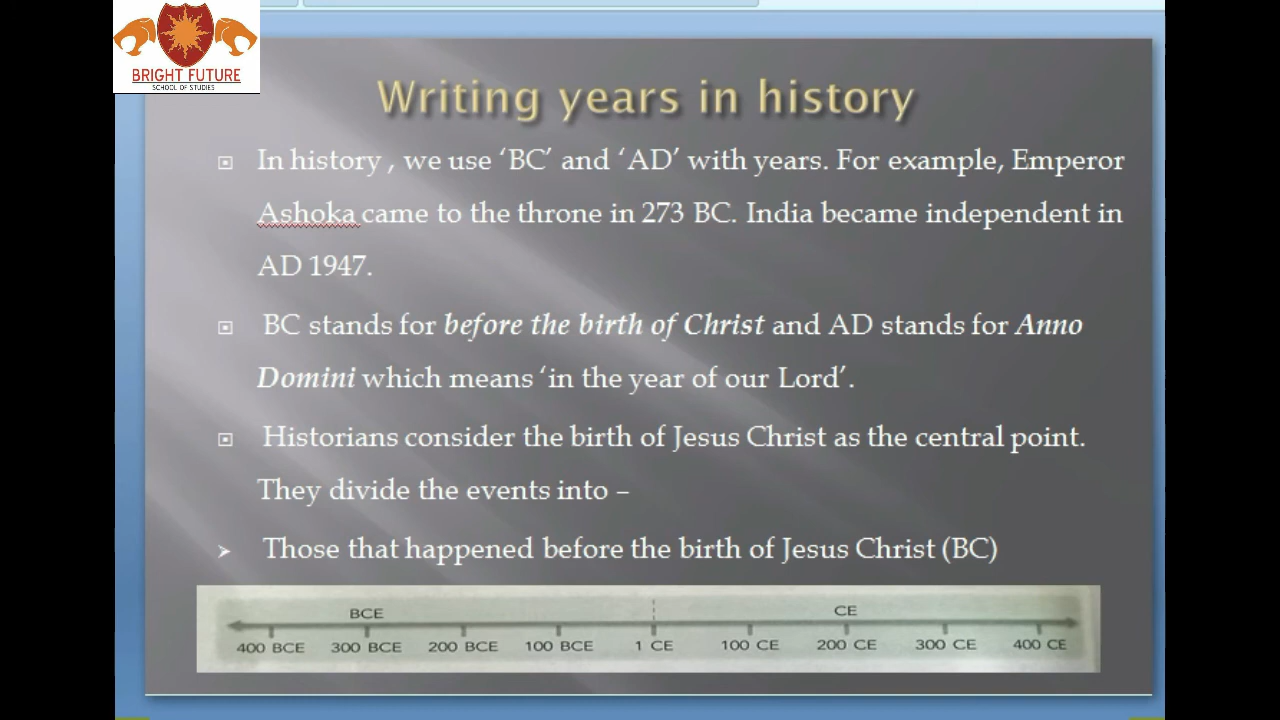 BRIGHT FUTURE
SCHOOL OF STUDIES
Writing years in history
In history , we use ‘BC’ and ‘AD’ with years. For example, Emperor
Ashoka came to the throne in 273 BC. India became independent in
AD 1947.
BC stands for before the birth of Christ and AD stands for Anno
Domini which means ‘in the year of our Lord’.
Historians consider the birth of Jesus Christ as the central point.
They divide the events into –
Those that happened before the birth of Jesus Christ (BC)
BCE CE
400 BCE 300 BCE 200 BCE 100 BCE 1 CE 100 CE 200 CE 300 CE 400 CE